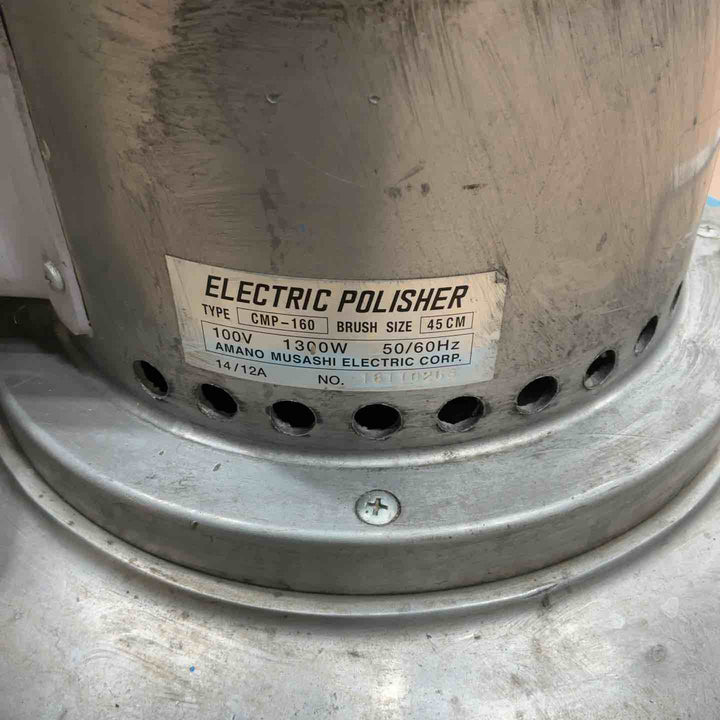 ELECTRIC POLISHER
TYPE CMP-160 BRUSH SIZE 45CM
100V 1300W 50/60Hz
AMANO MUSASHI ELECTRIC CORP.
14/12A NO.